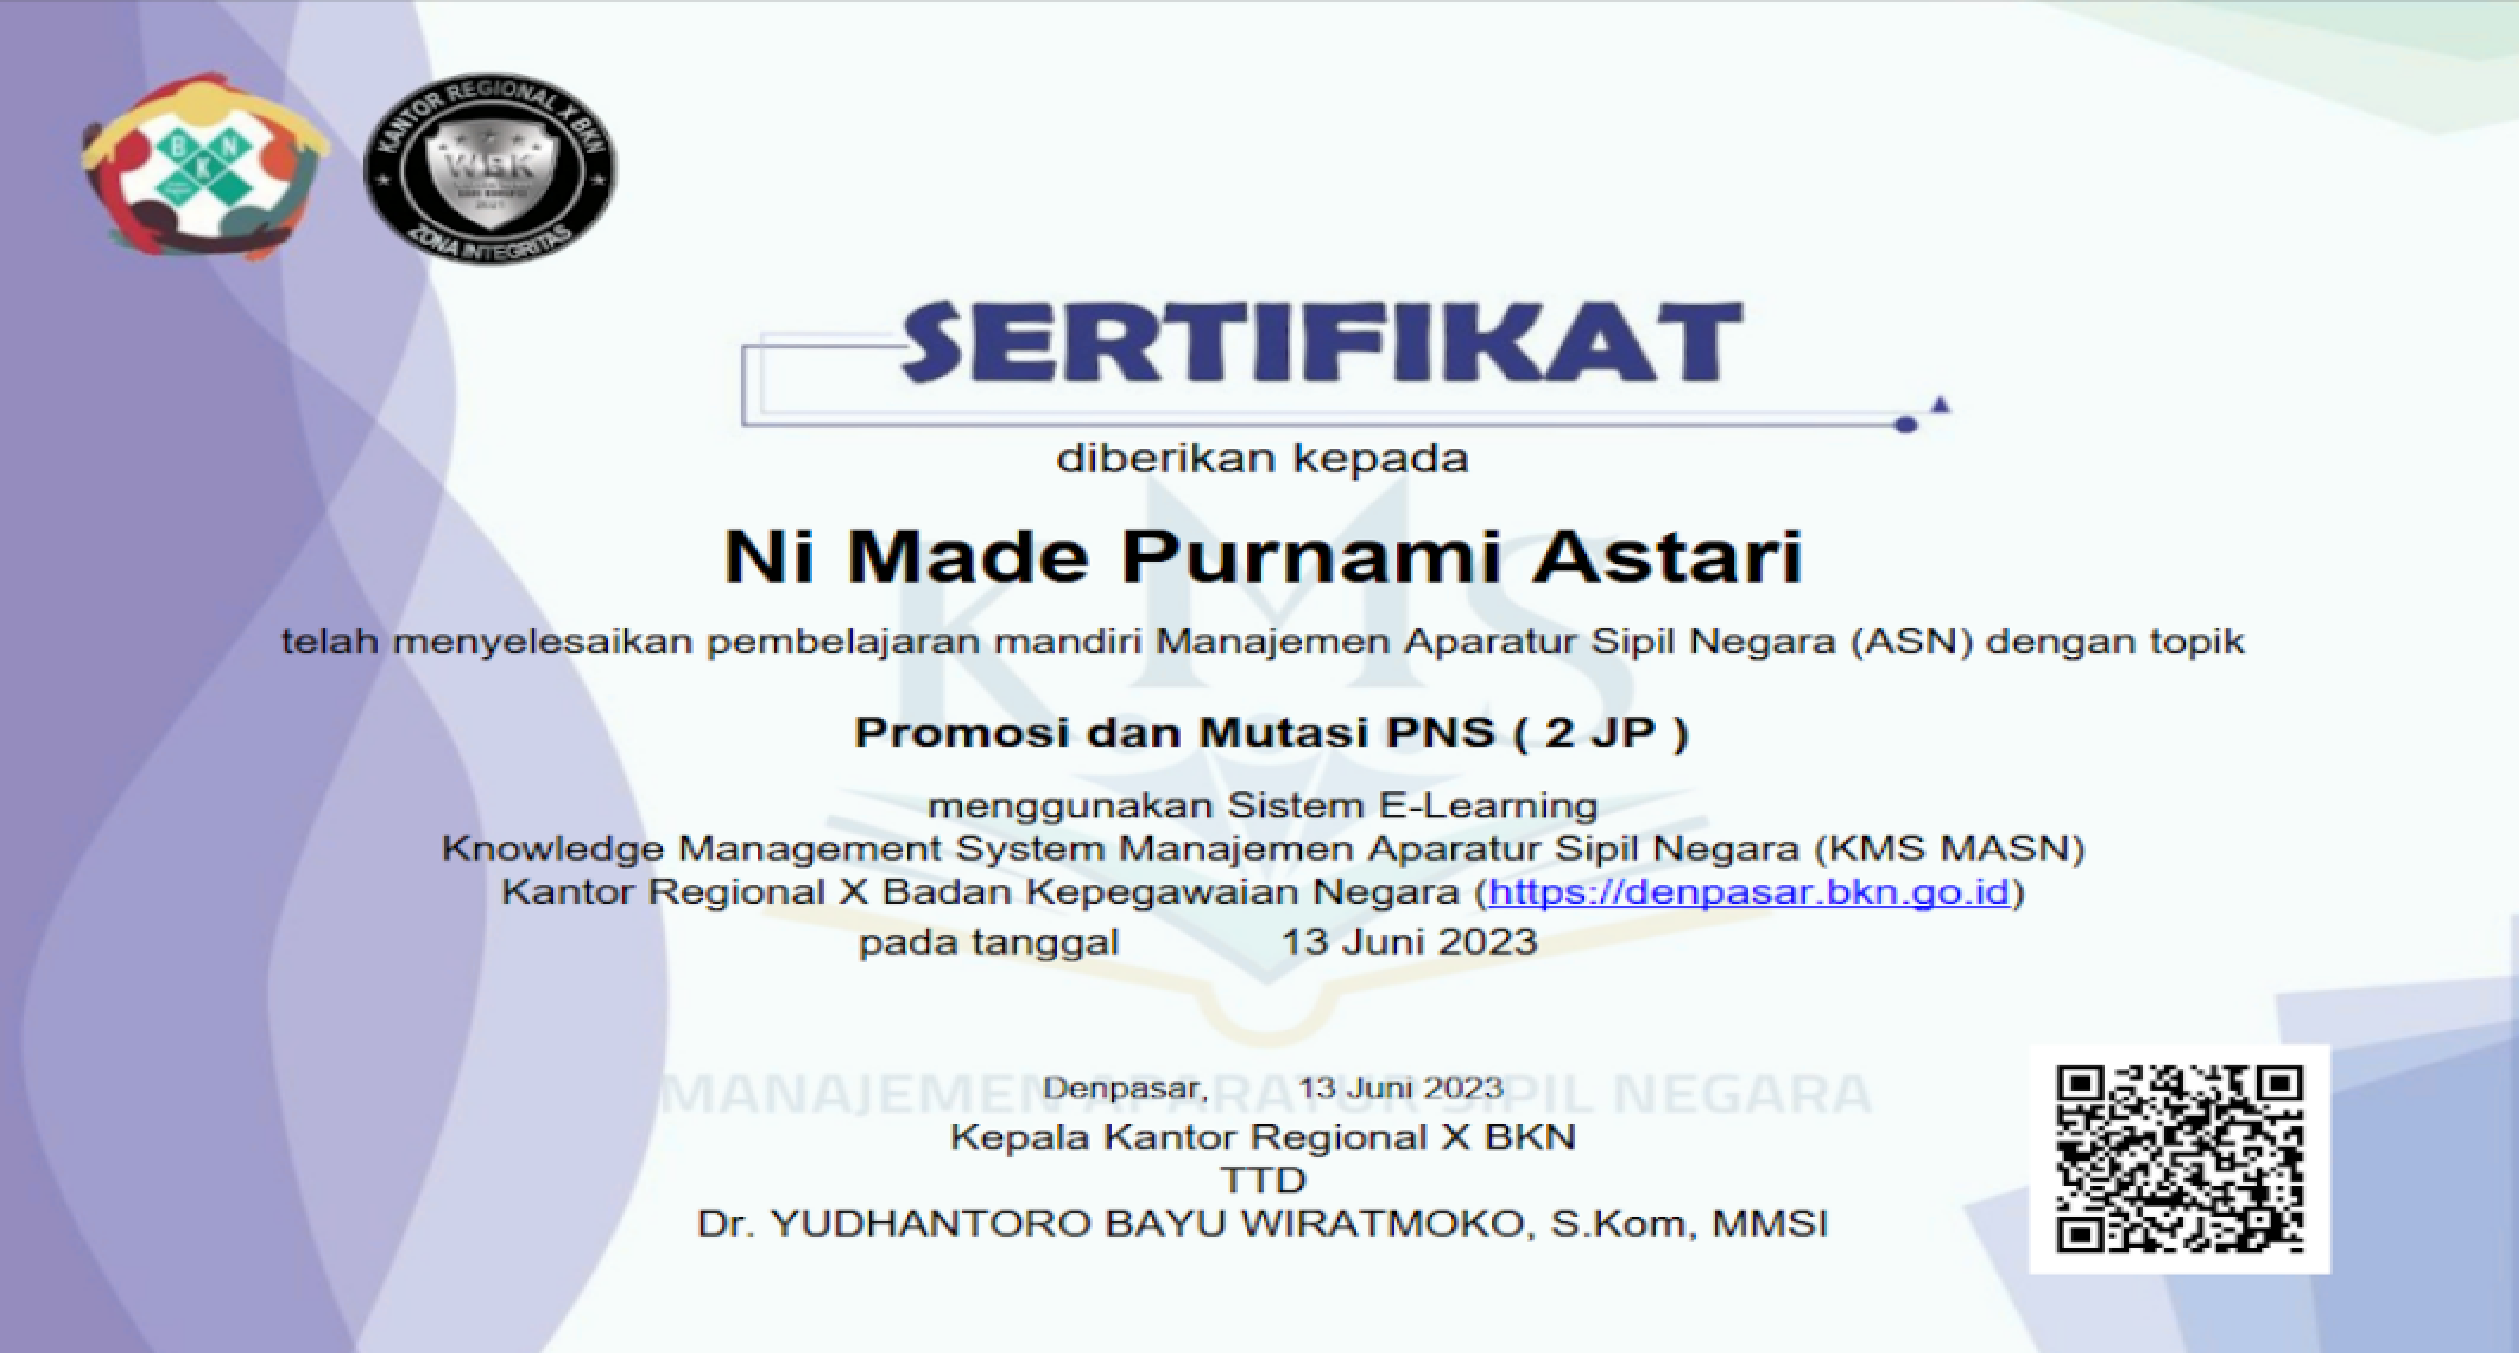 B N
K
KANTOR REGIONAL X BKN
WBK
ZONA INTEGRITAS
SERTIFIKAT
diberikan kepada
Ni Made Purnami Astari
telah menyelesaikan pembelajaran mandiri Manajemen Aparatur Sipil Negara (ASN) dengan topik
Promosi dan Mutasi PNS ( 2 JP )
menggunakan Sistem E-Learning
Knowledge Management System Manajemen Aparatur Sipil Negara (KMS MASN)
Kantor Regional X Badan Kepegawaian Negara (https://denpasar.bkn.go.id)
pada tanggal 13 Juni 2023
KMS
MANAJEMEN APARATUR SIPIL NEGARA
Denpasar, 13 Juni 2023
Kepala Kantor Regional X BKN
TTD
Dr. YUDHANTORO BAYU WIRATMOKO, S.Kom, MMSI